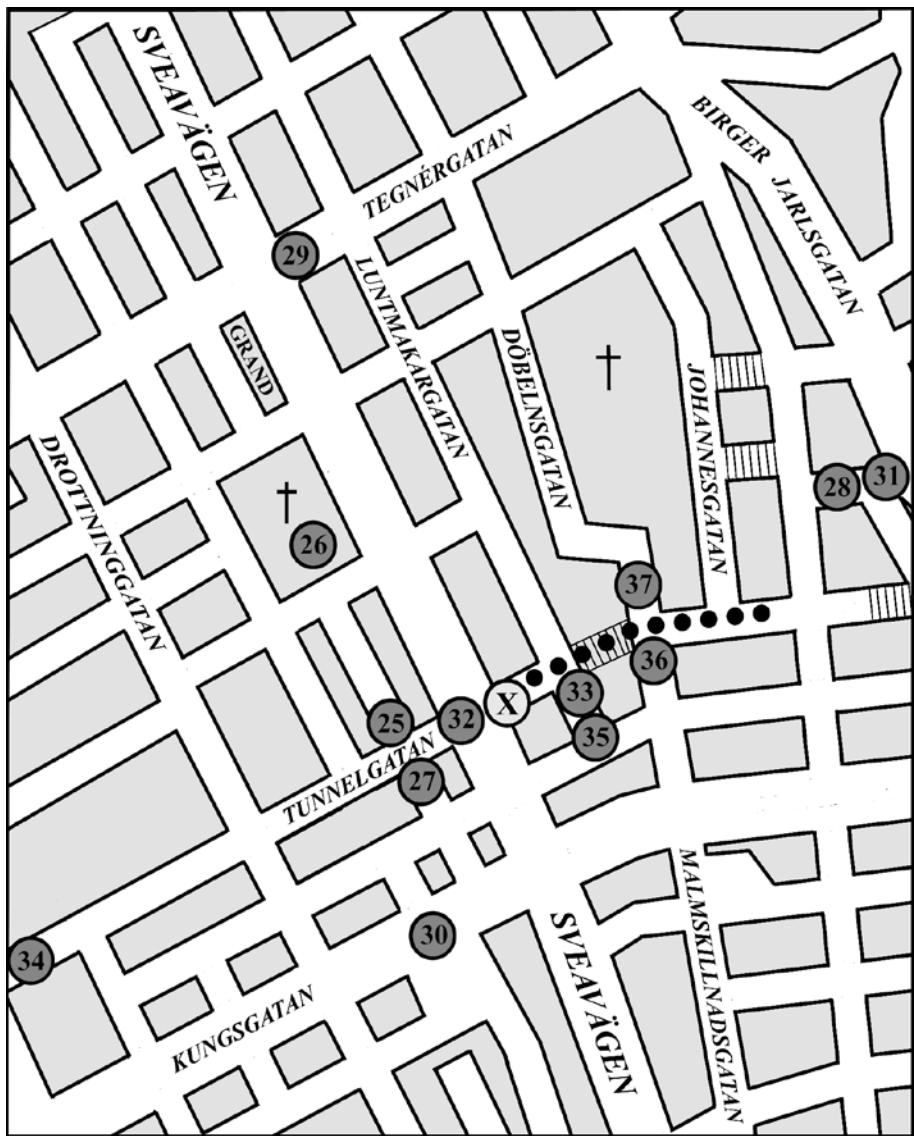 SVEAVÄGEN
BIRGER
JARLSGATAN
TEGNÉRGATAN
29
LUNTMAKARGATAN
GRAND
DÖBELNSGATAN
JOHANNESGATAN
DROTTNINGGATAN
31
28
26
37
36
33
X
32
25
35
TUNNELGATAN
27
MALMSKILLNADSGATAN
30
SVEAVÄGEN
34
KUNGSGATAN